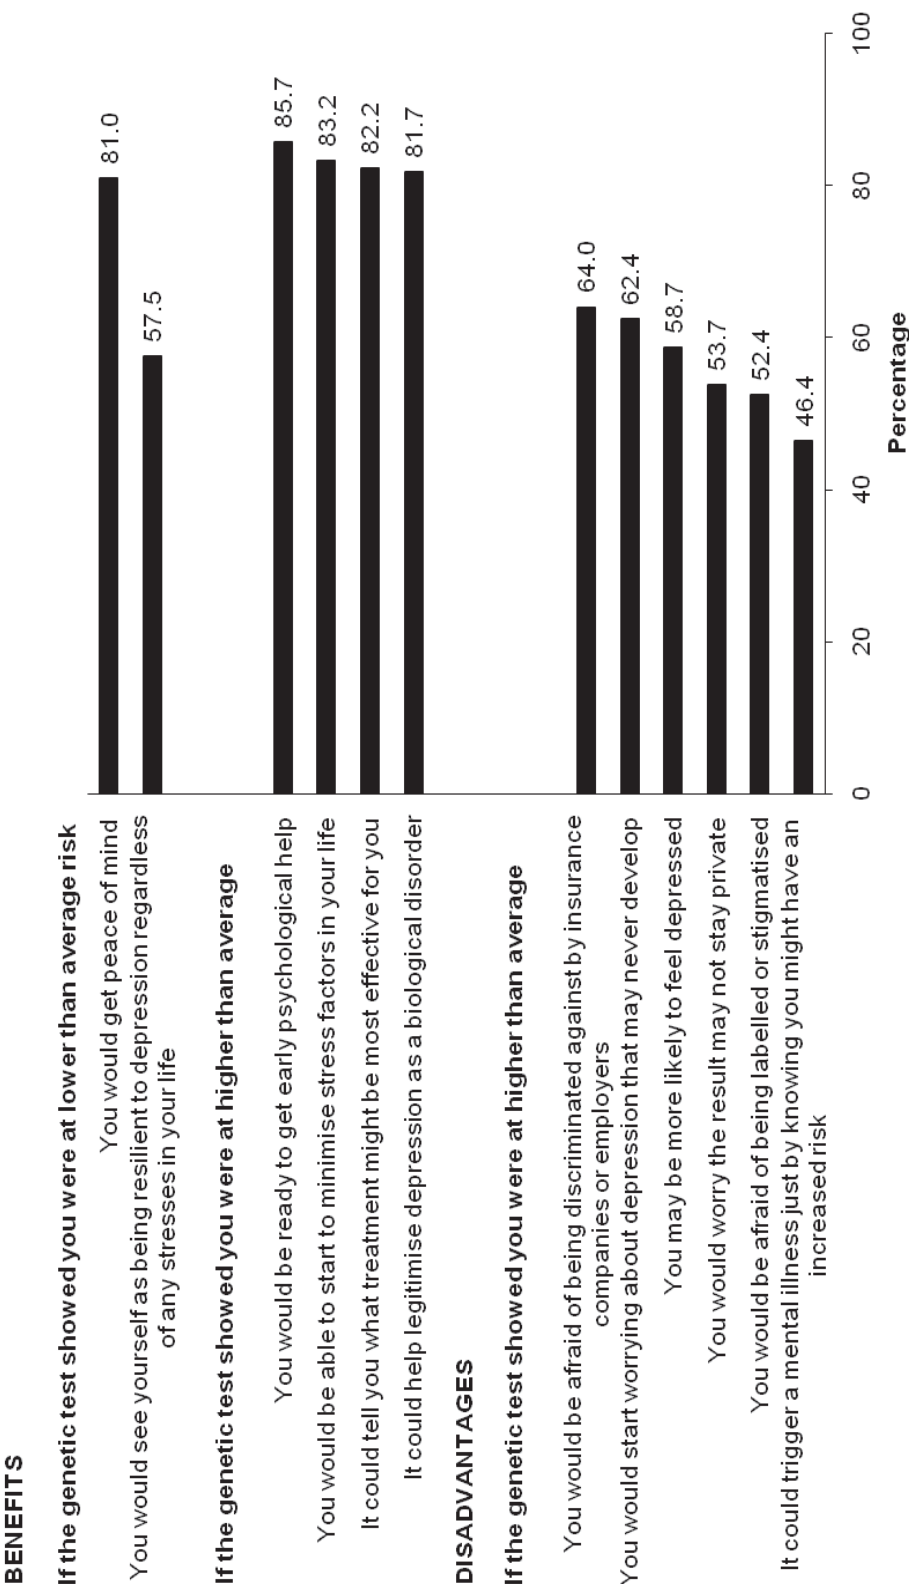 BENEFITS
If the genetic test showed you were at lower than average risk
You would get peace of mind
81.0
You would see yourself as being resilient to depression regardless
of any stresses in your life
57.5
If the genetic test showed you were at higher than average
You would be ready to get early psychological help
85.7
You would be able to start to minimise stress factors in your life
83.2
It could tell you what treatment might be most effective for you
82.2
It could help legitimise depression as a biological disorder
81.7
DISADVANTAGES
If the genetic test showed you were at higher than average
You would be afraid of being discriminated against by insurance
companies or employers
64.0
You would start worrying about depression that may never develop
62.4
You may be more likely to feel depressed
58.7
You would worry the result may not stay private
53.7
You would be afraid of being labelled or stigmatised
52.4
It could trigger a mental illness just by knowing you might have an
increased risk
46.4
0
20
40
60
80
100
Percentage